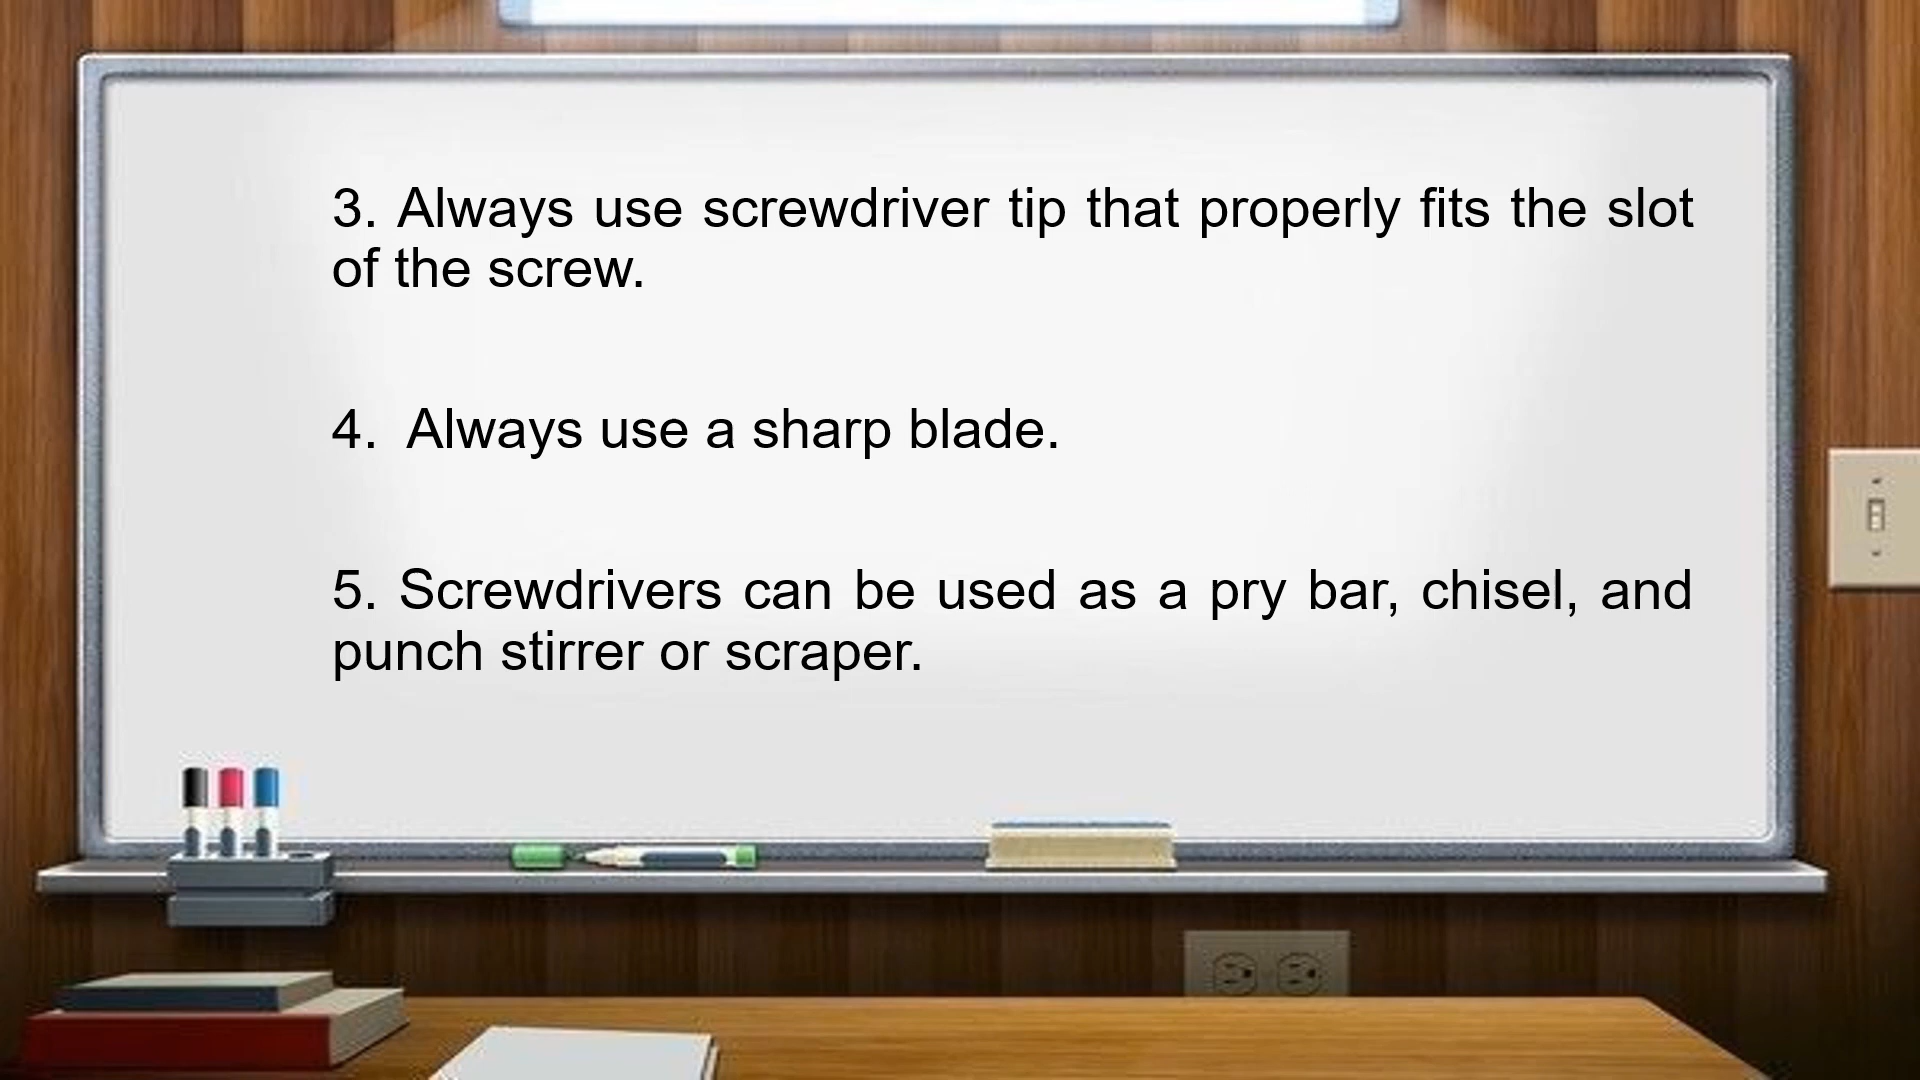 3. Always use screwdriver tip that properly fits the slot
of the screw.
4. Always use a sharp blade.
5. Screwdrivers can be used as a pry bar, chisel, and
punch stirrer or scraper.